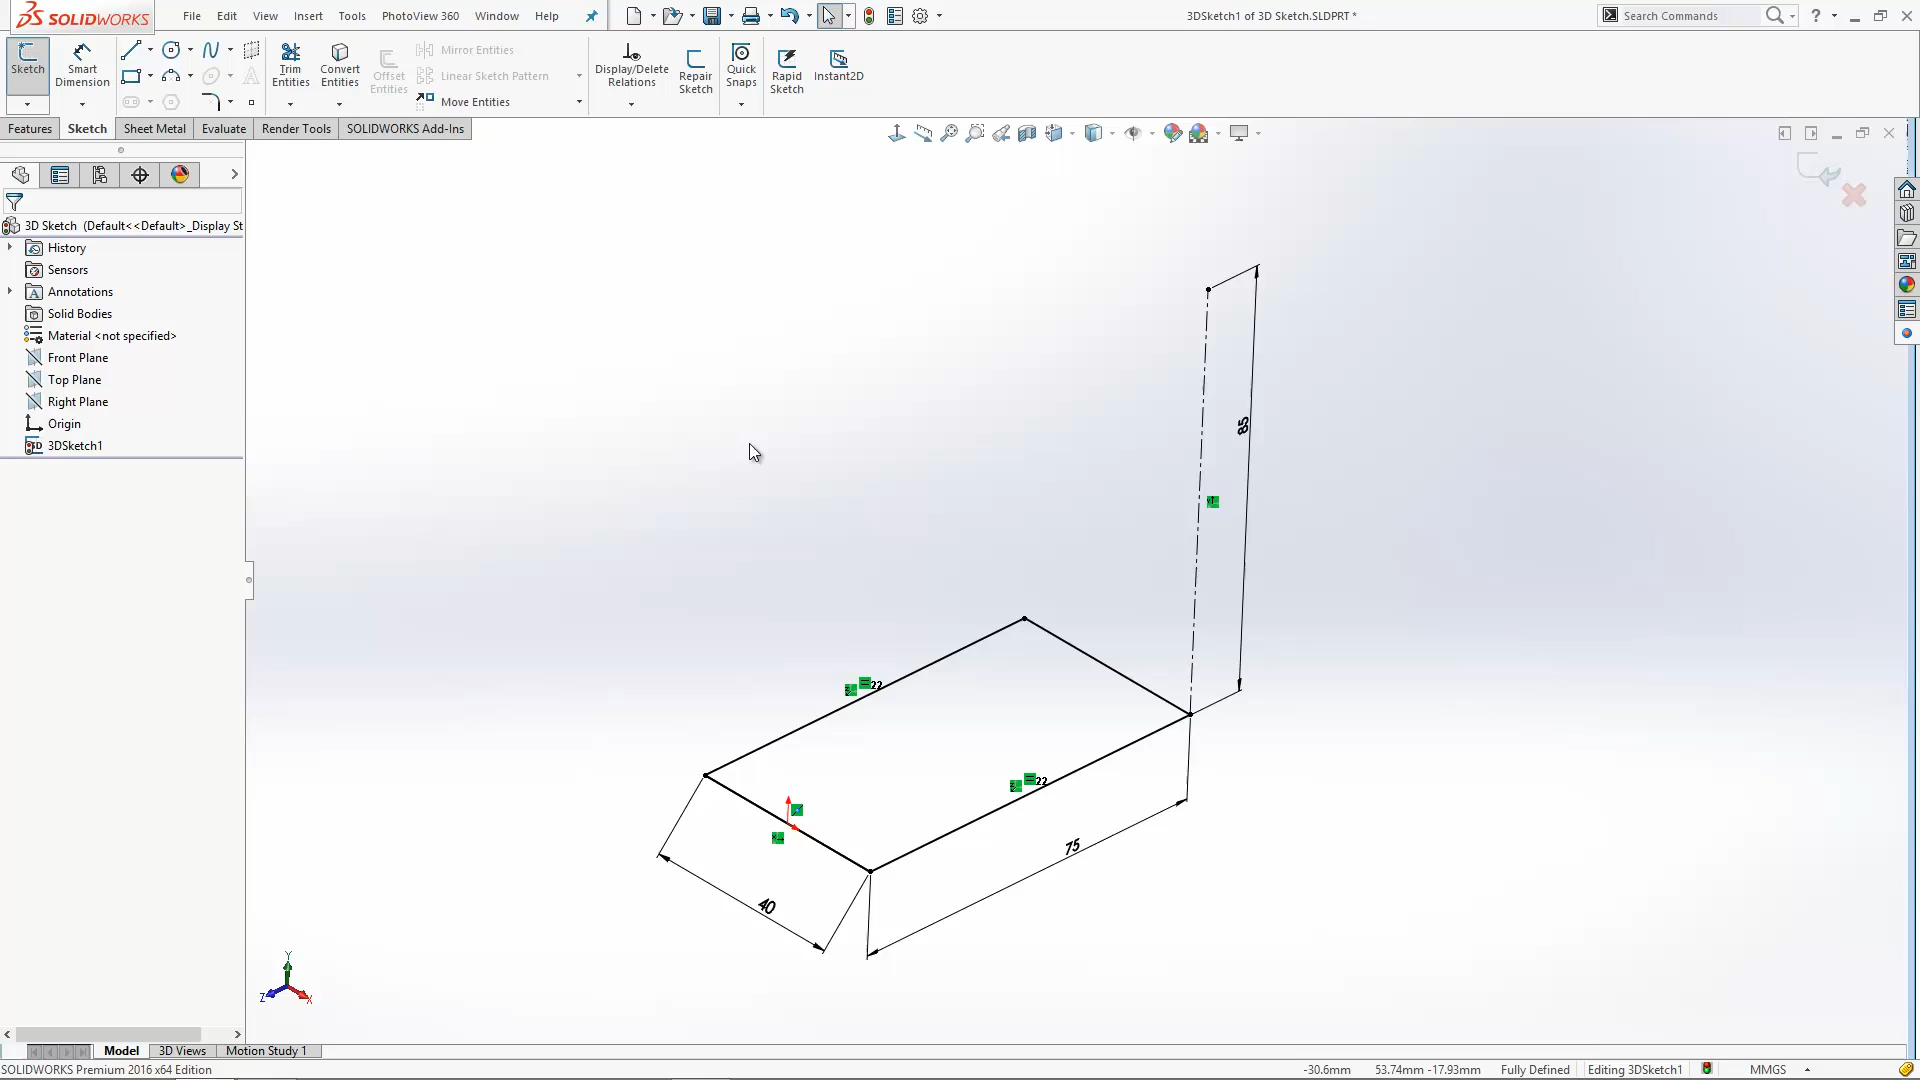 SOLIDWORKS
File Edit View Insert Tools PhotoView 360 Window Help
3DSketch1 of 3D Sketch.SLDPRT *
Search Commands
?
Sketch
Smart Dimension
Trim Entities
Convert Entities
Offset Entities
Mirror Entities
Linear Sketch Pattern
Move Entities
Display/Delete Relations
Repair Sketch
Quick Snaps
Rapid Sketch
Instant2D
Features Sketch Sheet Metal Evaluate Render Tools SOLIDWORKS Add-Ins
3D Sketch (Default<<Default>_Display St
History
Sensors
Annotations
Solid Bodies
Material <not specified>
Front Plane
Top Plane
Right Plane
Origin
3DSketch1
85
22
22
75
40
Y
Z X
Model 3D Views Motion Study 1
SOLIDWORKS Premium 2016 x64 Edition
-30.6mm 53.74mm -17.93mm Fully Defined Editing 3DSketch1 MMGS